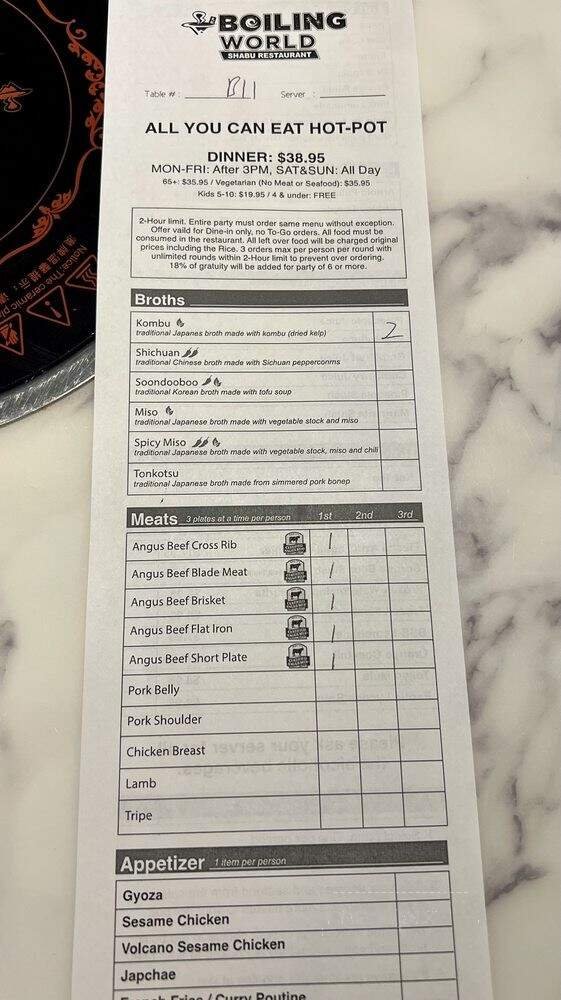 BOILING
WORLD
SHABU RESTAURANT
Table # : B11 Server :
ALL YOU CAN EAT HOT-POT
DINNER: $38.95
MON-FRI: After 3PM, SAT&SUN: All Day
65+: $35.95 / Vegetarian (No Meat or Seafood): $35.95
Kids 5-10: $19.95 / 4 & under: FREE
2-Hour limit. Entire party must order same menu without exception.
Offer vaild for Dine-in only, no To-Go orders. All food must be
consumed in the restaurant. All left over food will be charged original
prices including the Rice. 3 orders max per person per round with
unlimited rounds within 2-Hour limit to prevent over ordering.
18% of gratuity will be added for party of 6 or more.
Broths
Kombu 2
traditional Japanes broth made with kombu (dried kelp)
Shichuan
traditional Chinese broth made with Sichuan pepperconrns
Soondooboo
traditional Korean broth made with tofu soup
Miso
traditional Japanese broth made with vegetable stock and miso
Spicy Miso
traditional Japanese broth made with vegetable stock, miso and chili
Tonkotsu
traditional Japanese broth made from simmered pork bonep
Meats 3 plates at a time per person 1st 2nd 3rd
Angus Beef Cross Rib 1
Angus Beef Blade Meat 1
Angus Beef Brisket 1
Angus Beef Flat Iron 1
Angus Beef Short Plate 1
Pork Belly
Pork Shoulder
Chicken Breast
Lamb
Tripe
Appetizer 1 item per person
Gyoza
Sesame Chicken
Volcano Sesame Chicken
Japchae
French Fries / Curry Poutine